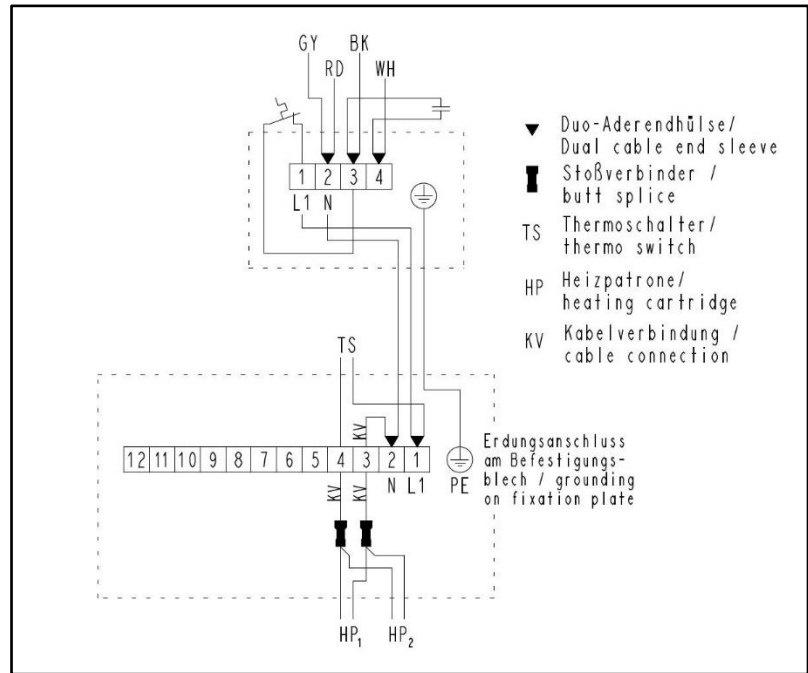 GY BK
RD WH
1 2 3 4
L1 N
Duo-Aderendhülse/
Dual cable end sleeve
Stoßverbinder /
butt splice
TS Thermoschalter/
thermo switch
HP Heizpatrone/
heating cartridge
KV Kabelverbindung /
cable connection
TS
KV
12 11 10 9 8 7 6 5 4 3 2 1
N L1 PE
KV KV
Erdungsanschluss
am Befestigungs-
blech / grounding
on fixation plate
HP1 HP2